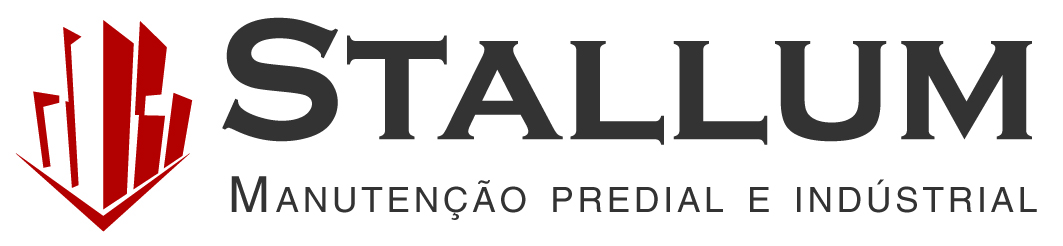 STALLUM
MANUTENÇÃO PREDIAL E INDÚSTRIAL